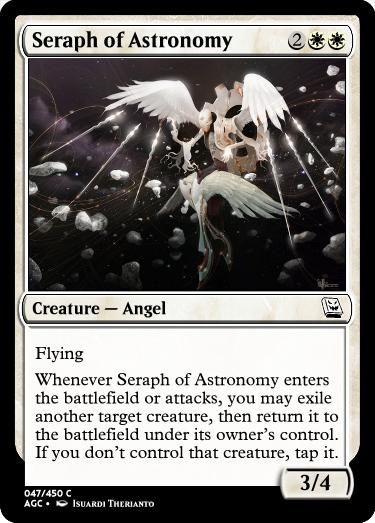 Seraph of Astronomy 2
Creature — Angel
Flying
Whenever Seraph of Astronomy enters
the battlefield or attacks, you may exile
another target creature, then return it to
the battlefield under its owner's control.
If you don't control that creature, tap it.
3/4
047/450 C
AGC • Isuardi Therianto